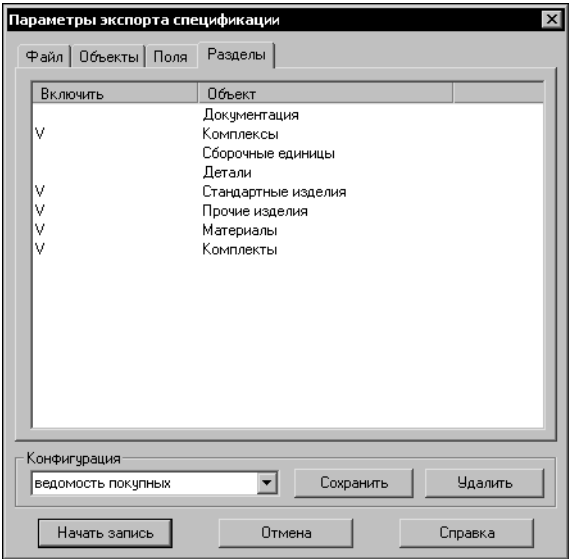 Параметры экспорта спецификации
Файл Объекты Поля Разделы
Включить Объект
Документация
V Комплексы
Сборочные единицы
Детали
V Стандартные изделия
V Прочие изделия
V Материалы
V Комплекты
Конфигурация
ведомость покупных Сохранить Удалить
Начать запись Отмена Справка